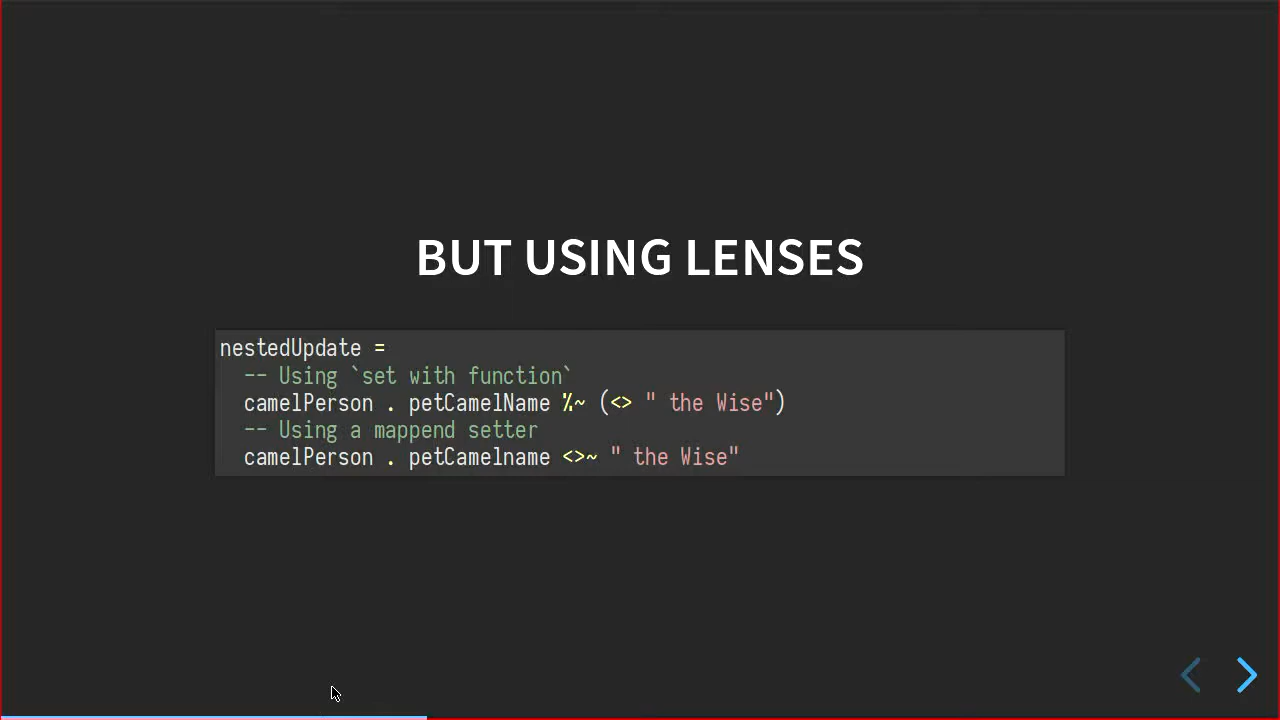 BUT USING LENSES
nestedUpdate =
  -- Using `set with function`
  camelPerson . petCamelName %~ (<> " the Wise")
  -- Using a mappend setter
  camelPerson . petCamelname <>~ " the Wise"